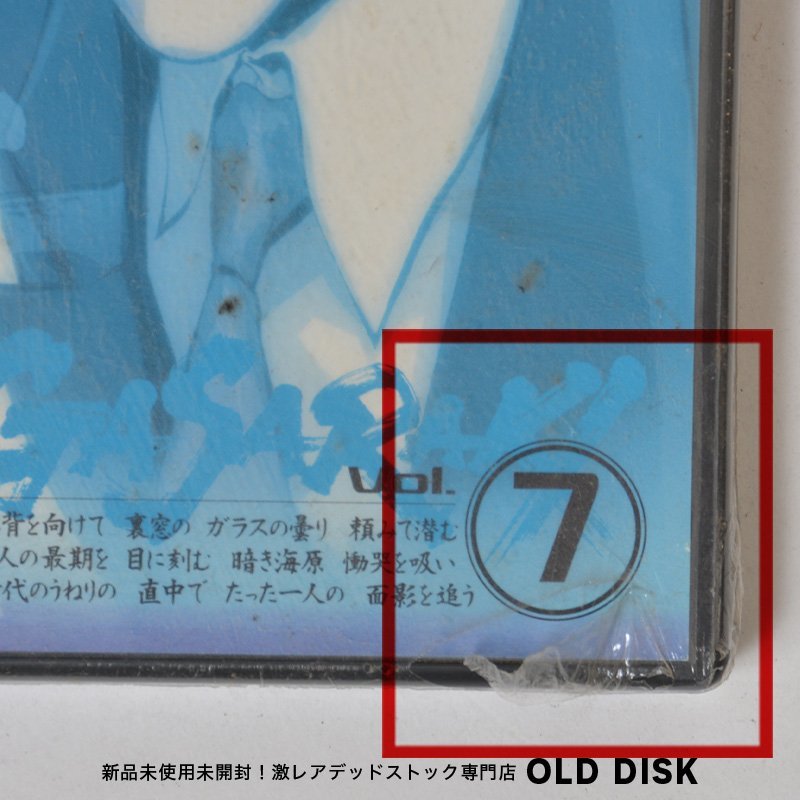 Vol.
7
背を向けて 裏窓の ガラスの曇り 頼みて潜む
人の最期を 目に刻む 暗き海原 慟哭を吸い
代のうねりの 直中で たった一人の 面影を追う
新品未使用未開封！激レアデッドストック専門店 OLD DISK